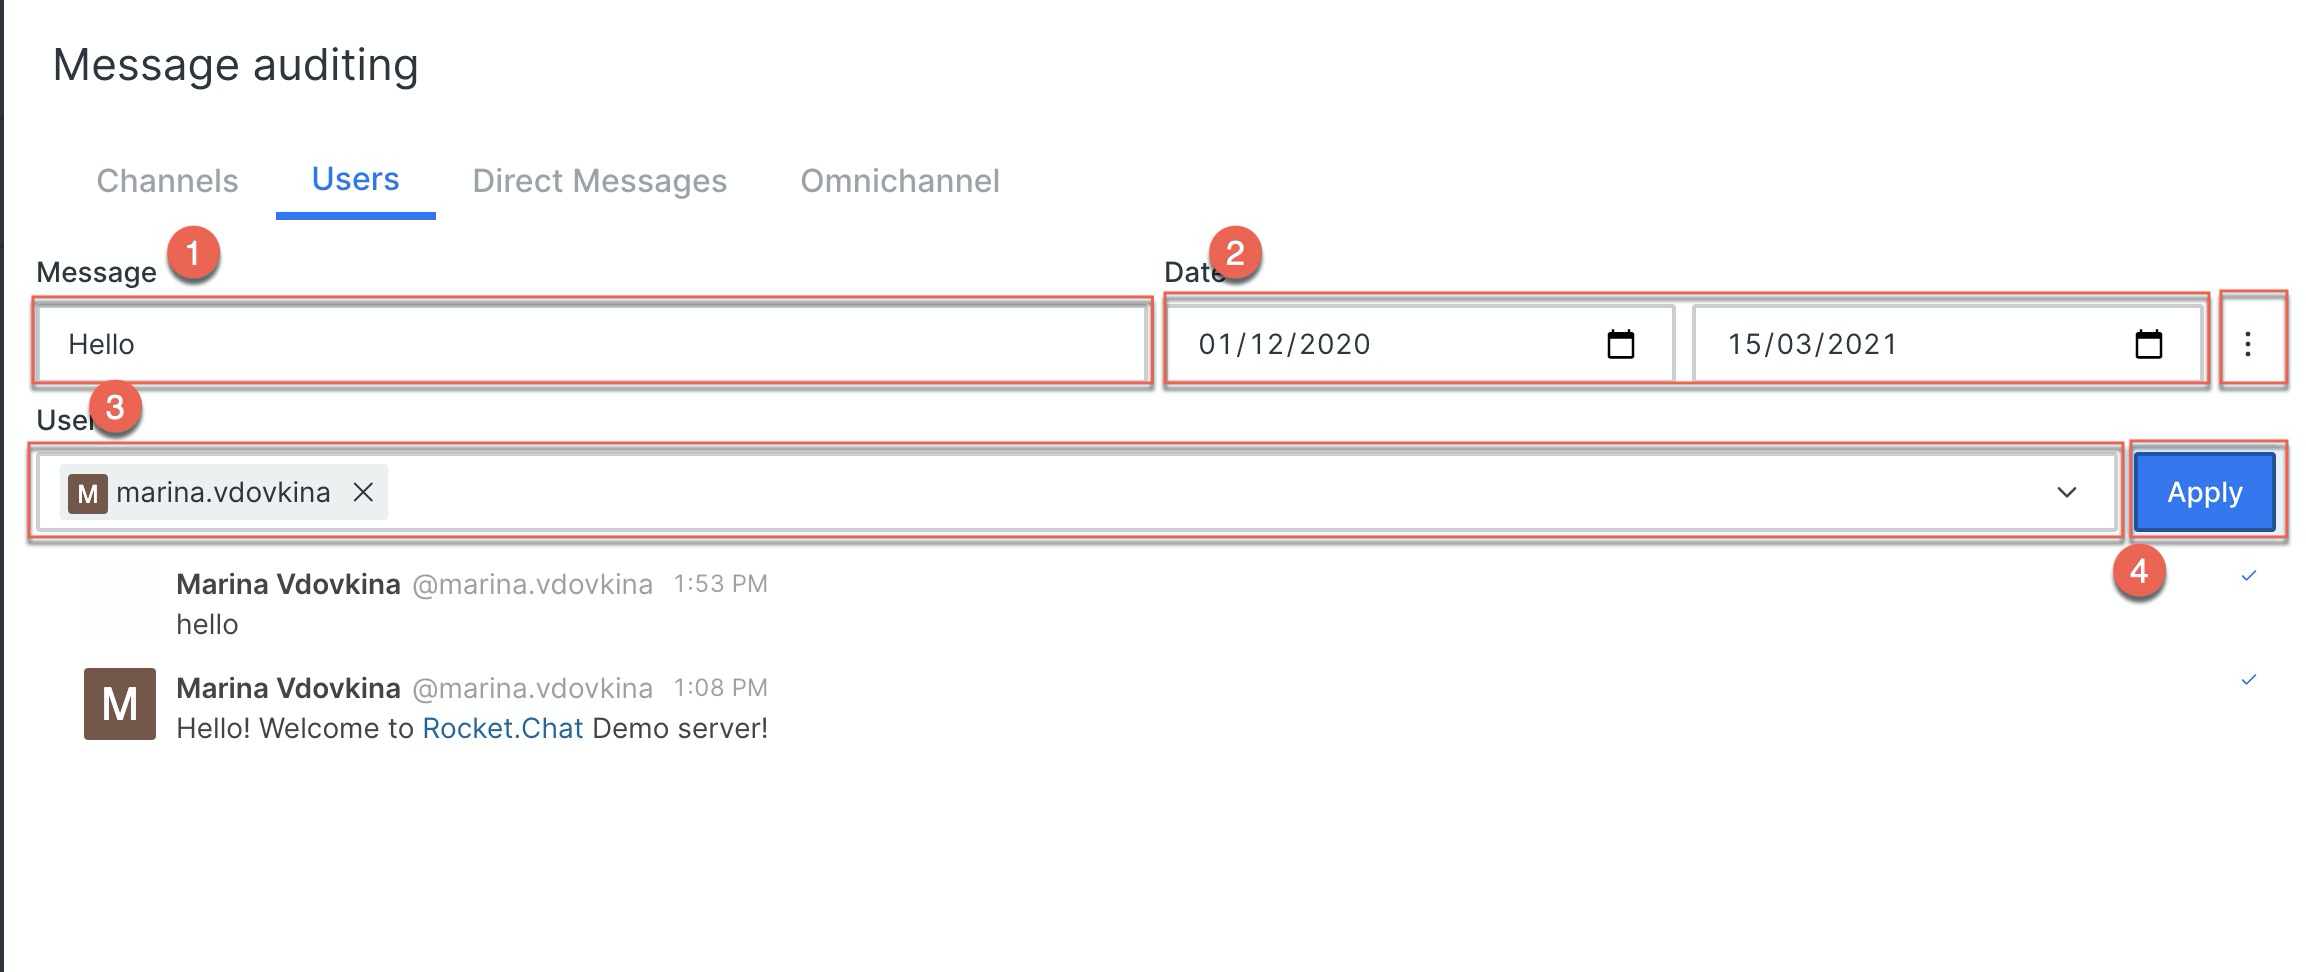 Message auditing
Channels Users Direct Messages Omnichannel
1 2
Message Date
Hello 01/12/2020 15/03/2021
3
User
M marina.vdovkina Apply
4
Marina Vdovkina @marina.vdovkina 1:53 PM
hello
M Marina Vdovkina @marina.vdovkina 1:08 PM
Hello! Welcome to Rocket.Chat Demo server!